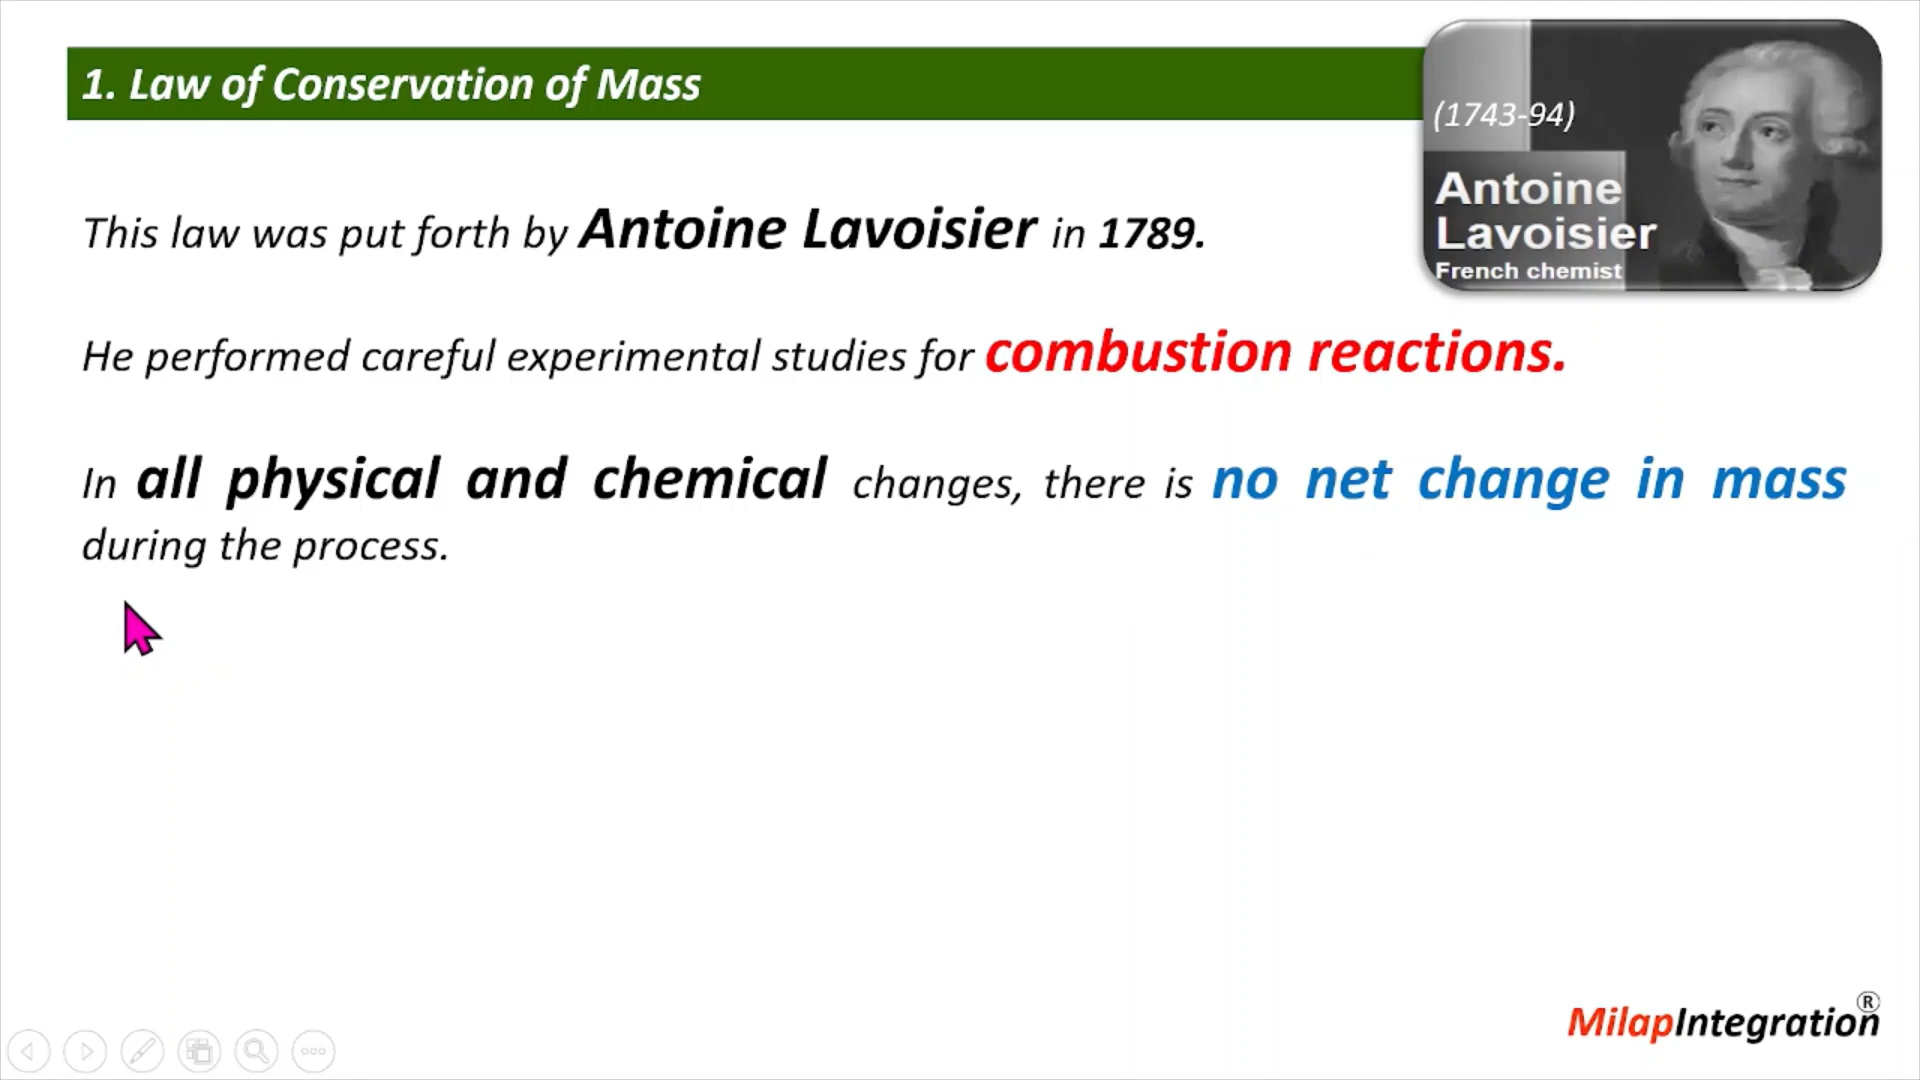 1. Law of Conservation of Mass
(1743-94)
Antoine
Lavoisier
French chemist
This law was put forth by Antoine Lavoisier in 1789.
He performed careful experimental studies for combustion reactions.
In all physical and chemical changes, there is no net change in mass
during the process.
MilapIntegration®